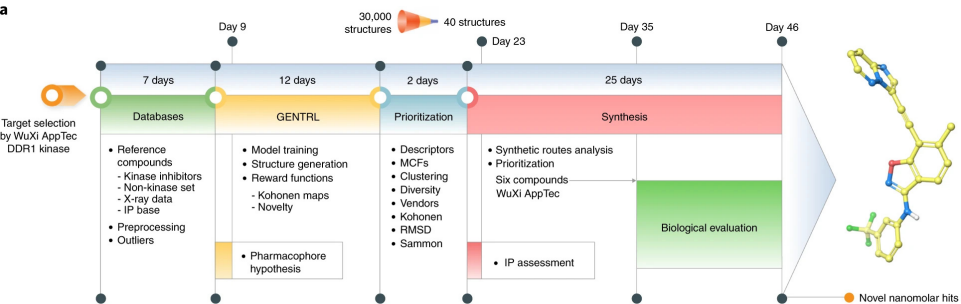 a
30,000
structures
40 structures
Day 9
Day 23
Day 35
Day 46
7 days
12 days
2 days
25 days
Target selection
by WuXi AppTec
DDR1 kinase
Databases
GENTRL
Prioritization
Synthesis
• Reference
compounds
- Kinase inhibitors
- Non-kinase set
- X-ray data
- IP base
• Preprocessing
• Outliers
• Model training
• Structure generation
• Reward functions
- Kohonen maps
- Novelty
• Pharmacophore
hypothesis
• Descriptors
• MCFs
• Clustering
• Diversity
• Vendors
• Kohonen
• RMSD
• Sammon
• Synthetic routes analysis
• Prioritization
Six compounds
WuXi AppTec
• IP assessment
Biological evaluation
Novel nanomolar hits